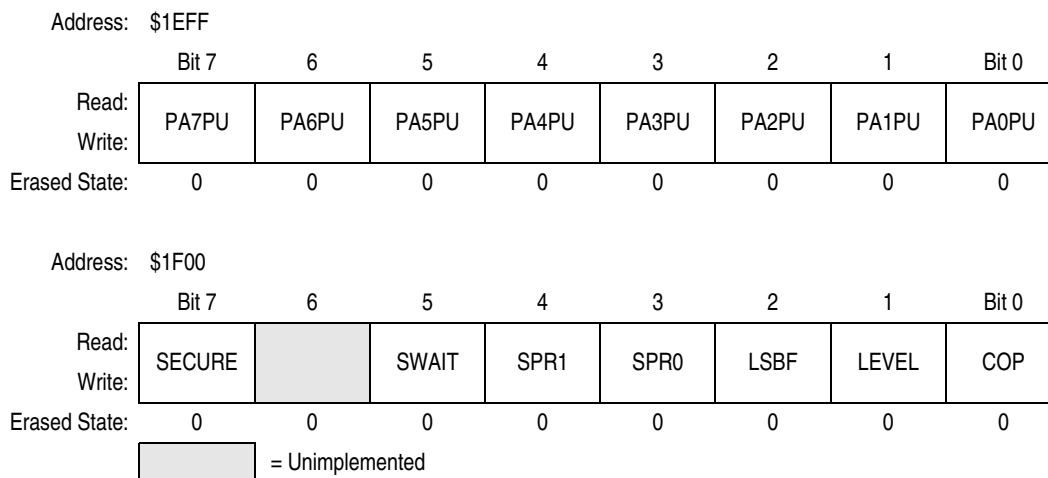 Address: $1EFF
Bit 7 6 5 4 3 2 1 Bit 0
Read:
PA7PU PA6PU PA5PU PA4PU PA3PU PA2PU PA1PU PA0PU
Write:
Erased State: 0 0 0 0 0 0 0 0
Address: $1F00
Bit 7 6 5 4 3 2 1 Bit 0
Read:
SECURE SWAIT SPR1 SPR0 LSBF LEVEL COP
Write:
Erased State: 0 0 0 0 0 0 0 0
= Unimplemented